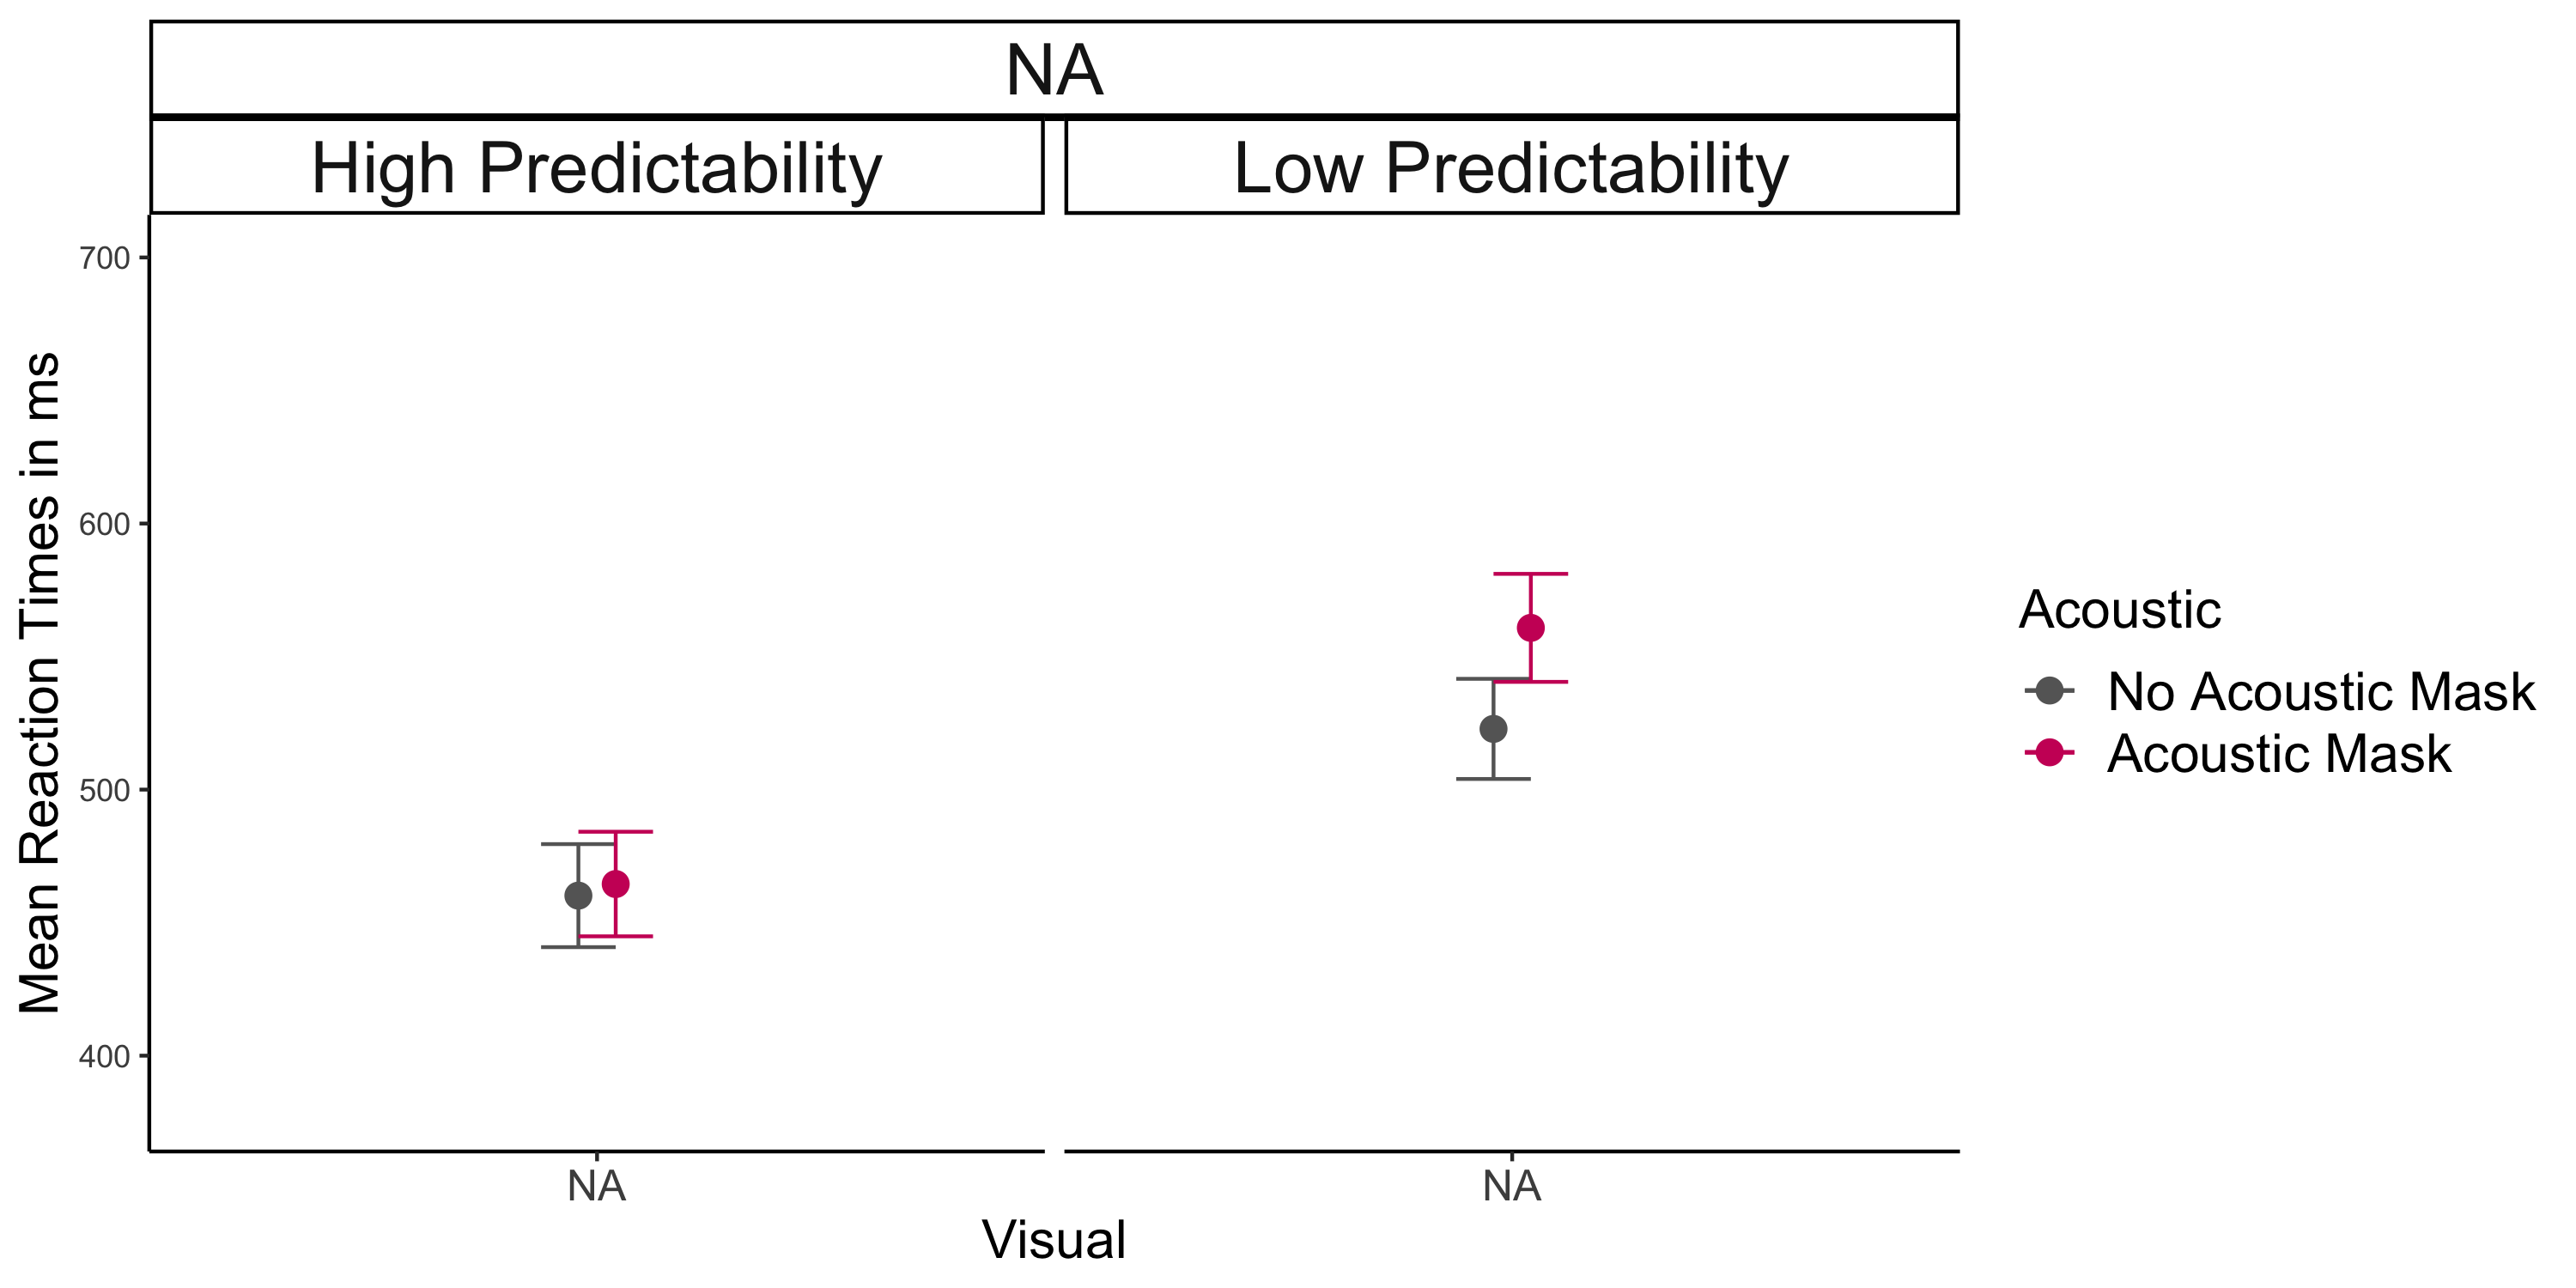 NA
High Predictability
Low Predictability
Mean Reaction Times in ms
700
600
500
400
NA
NA
Visual
Acoustic
No Acoustic Mask
Acoustic Mask